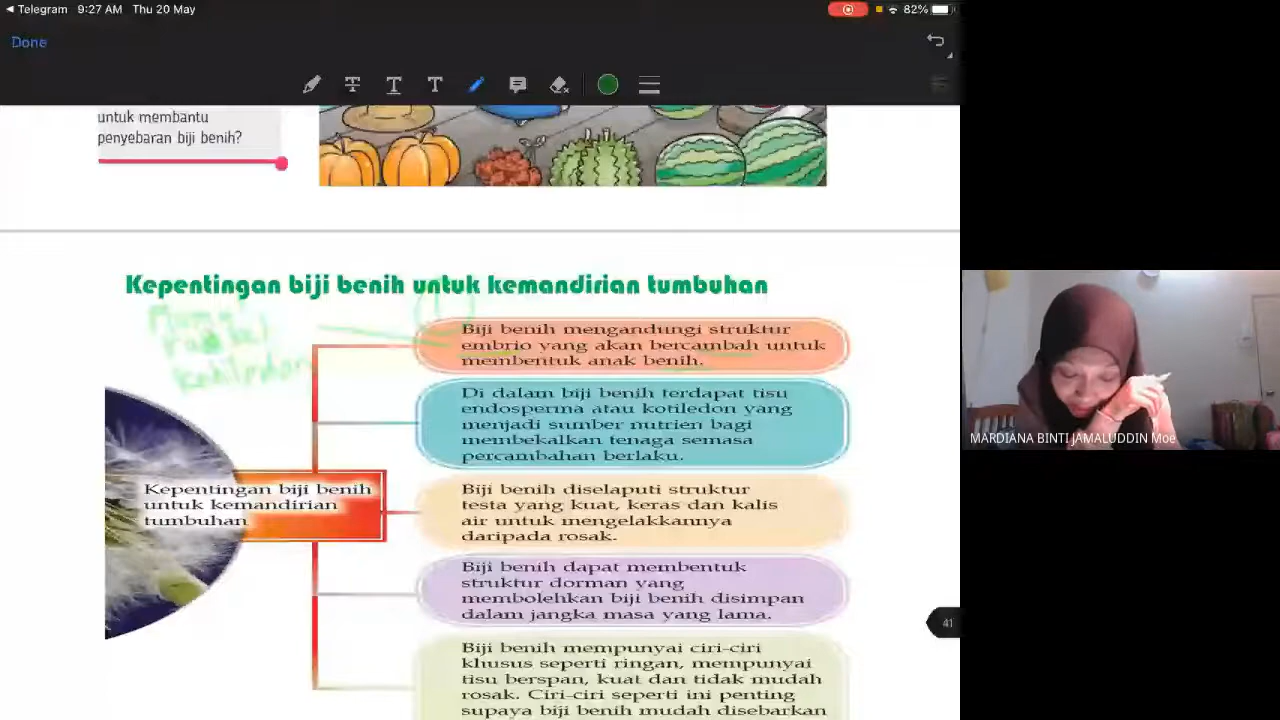 Telegram 9:27 AM Thu 20 May
82%
Done
T T T
untuk membantu
penyebaran biji benih?
Kepentingan biji benih untuk kemandirian tumbuhan
1
Biji benih mengandungi struktur
embrio yang akan bercambah untuk
membentuk anak benih.
Di dalam biji benih terdapat tisu
endosperma atau kotiledon yang
menjadi sumber nutrien bagi
membekalkan tenaga semasa
percambahan berlaku.
Kepentingan biji benih
untuk kemandirian
tumbuhan
Biji benih diselaputi struktur
testa yang kuat, keras dan kalis
air untuk mengelakkannya
daripada rosak.
Biji benih dapat membentuk
struktur dorman yang
membolehkan biji benih disimpan
dalam jangka masa yang lama.
Biji benih mempunyai ciri-ciri
khusus seperti ringan, mempunyai
tisu berspan, kuat dan tidak mudah
rosak. Ciri-ciri seperti ini penting
supaya biji benih mudah disebarkan
41
MARDIANA BINTI JAMALUDDIN Moe